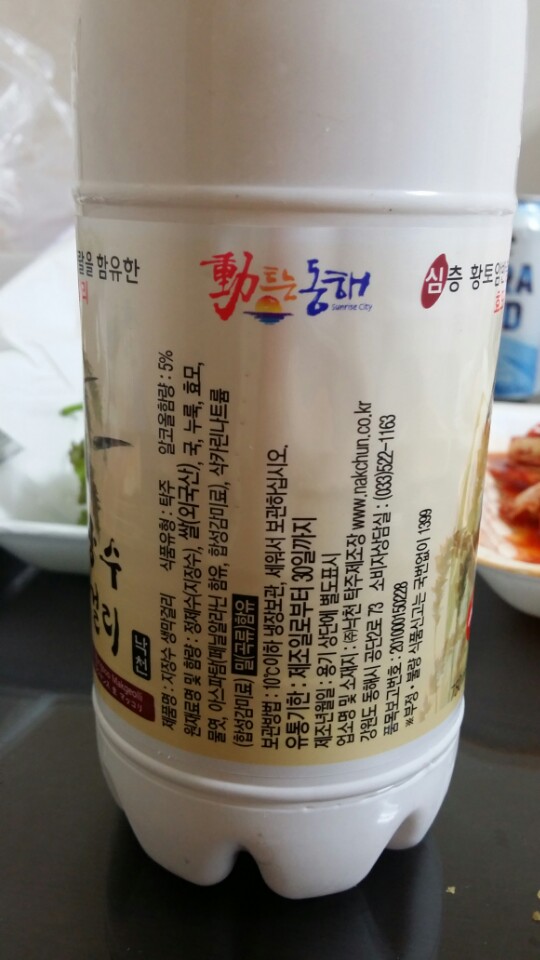 을 함유한
動트는동해
Sunrise City
심층 황토
수
리
낙천
제품명 : 지장수 생막걸리 식품유형 : 탁주 알코올함량 : 5%
원재료명 및 함량 : 정제수(지장수), 쌀(외국산), 국, 누룩, 효모,
물엿, 아스파탐(페닐알라닌 함유, 합성감미료), 삭카린나트륨
(합성감미료) 밀곡류함유
보관방법 : 10℃이하 냉장보관, 세워서 보관하십시오.
유통기한 : 제조일로부터 30일까지
제조년월일 : 용기 상단에 별도표시
업소명 및 소재지 : ㈜낙천 탁주제조장 www.nakchun.co.kr
강원도 동해시 공단2로 73 소비자상담실 : (033)522-1163
품목보고번호 : 201000150228
※부정·불량 식품신고는 국번없이 1399